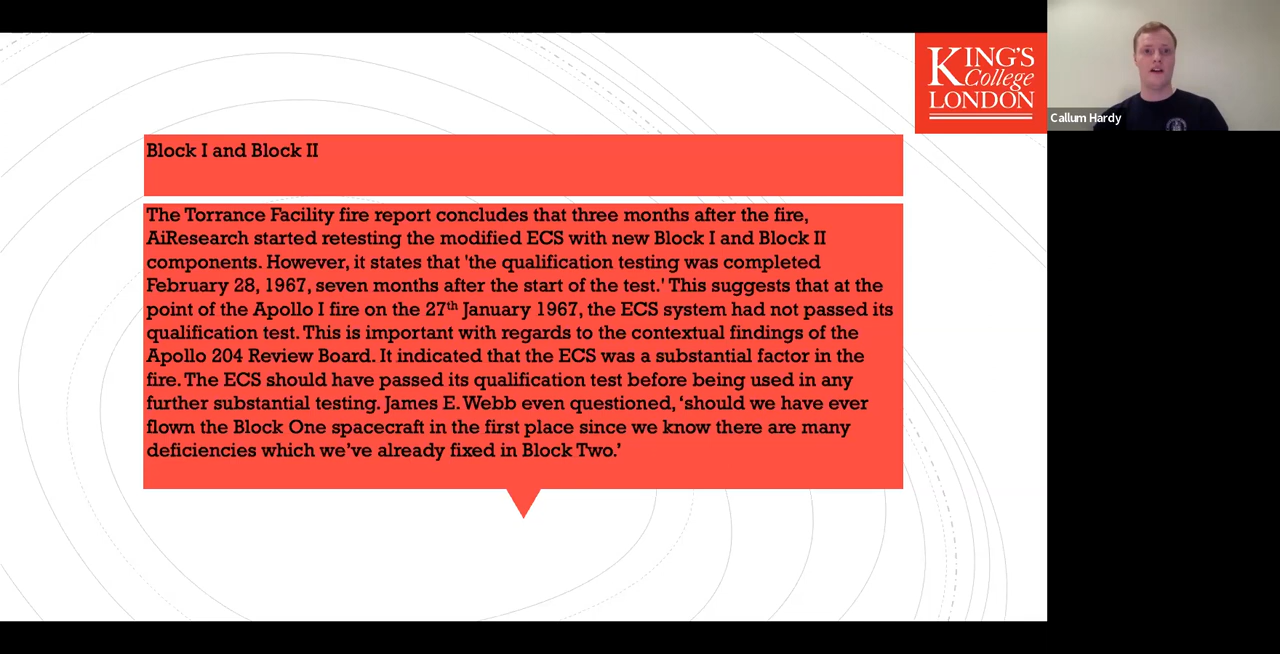 KING'S
College
LONDON
Callum Hardy
Block I and Block II
The Torrance Facility fire report concludes that three months after the fire,
AiResearch started retesting the modified ECS with new Block I and Block II
components. However, it states that 'the qualification testing was completed
February 28, 1967, seven months after the start of the test.' This suggests that at the
point of the Apollo I fire on the 27th January 1967, the ECS system had not passed its
qualification test. This is important with regards to the contextual findings of the
Apollo 204 Review Board. It indicated that the ECS was a substantial factor in the
fire. The ECS should have passed its qualification test before being used in any
further substantial testing. James E. Webb even questioned, ‘should we have ever
flown the Block One spacecraft in the first place since we know there are many
deficiencies which we’ve already fixed in Block Two.’